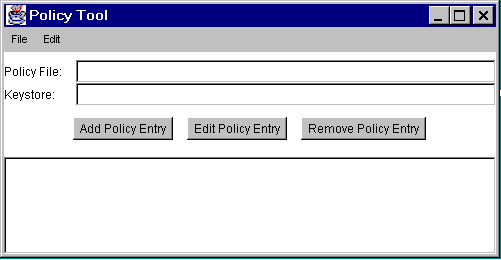 Policy Tool
File Edit
Policy File:
Keystore:
Add Policy Entry Edit Policy Entry Remove Policy Entry